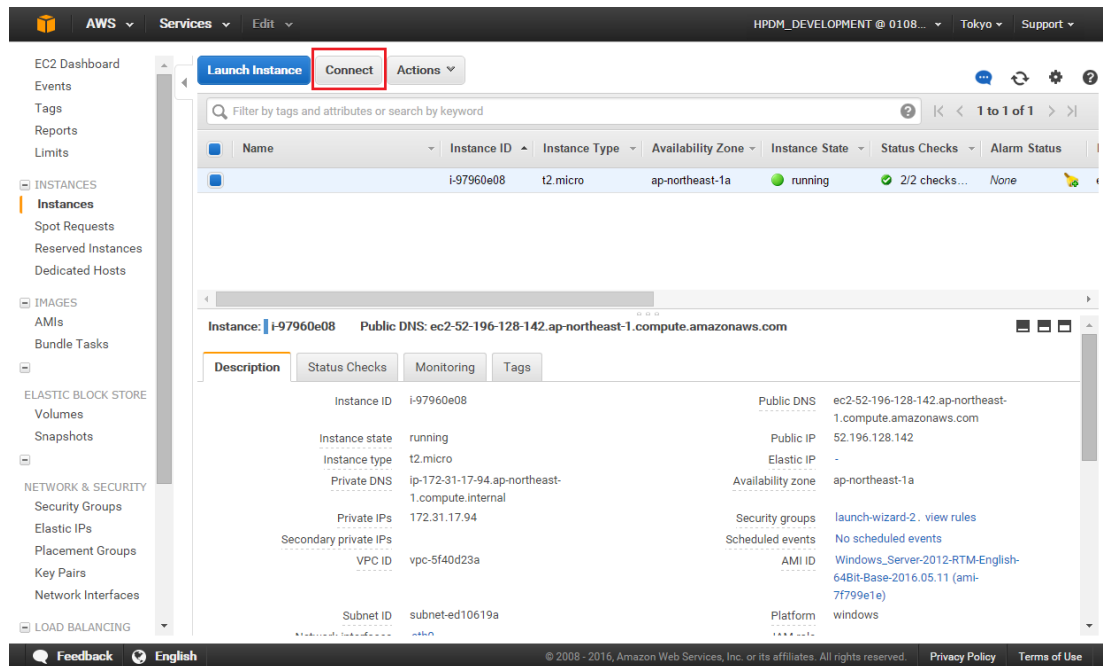 AWS Services Edit HPDM_DEVELOPMENT @ 0108... Tokyo Support
EC2 Dashboard
Events
Tags
Reports
Limits
INSTANCES
Instances
Spot Requests
Reserved Instances
Dedicated Hosts
IMAGES
AMIs
Bundle Tasks
ELASTIC BLOCK STORE
Volumes
Snapshots
NETWORK & SECURITY
Security Groups
Elastic IPs
Placement Groups
Key Pairs
Network Interfaces
LOAD BALANCING
Launch Instance Connect Actions
Filter by tags and attributes or search by keyword 1 to 1 of 1
Name Instance ID Instance Type Availability Zone Instance State Status Checks Alarm Status
i-97960e08 t2.micro ap-northeast-1a running 2/2 checks... None
Instance: i-97960e08 Public DNS: ec2-52-196-128-142.ap-northeast-1.compute.amazonaws.com
Description Status Checks Monitoring Tags
Instance ID i-97960e08 Public DNS ec2-52-196-128-142.ap-northeast-
1.compute.amazonaws.com
Instance state running Public IP 52.196.128.142
Instance type t2.micro Elastic IP -
Private DNS ip-172-31-17-94.ap-northeast- Availability zone ap-northeast-1a
1.compute.internal
Private IPs 172.31.17.94 Security groups launch-wizard-2. view rules
Secondary private IPs Scheduled events No scheduled events
VPC ID vpc-5f40d23a AMI ID Windows_Server-2012-RTM-English-
64Bit-Base-2016.05.11 (ami-
7f799e1e)
Subnet ID subnet-ed10619a Platform windows
Feedback English © 2008 - 2016, Amazon Web Services, Inc. or its affiliates. All rights reserved. Privacy Policy Terms of Use